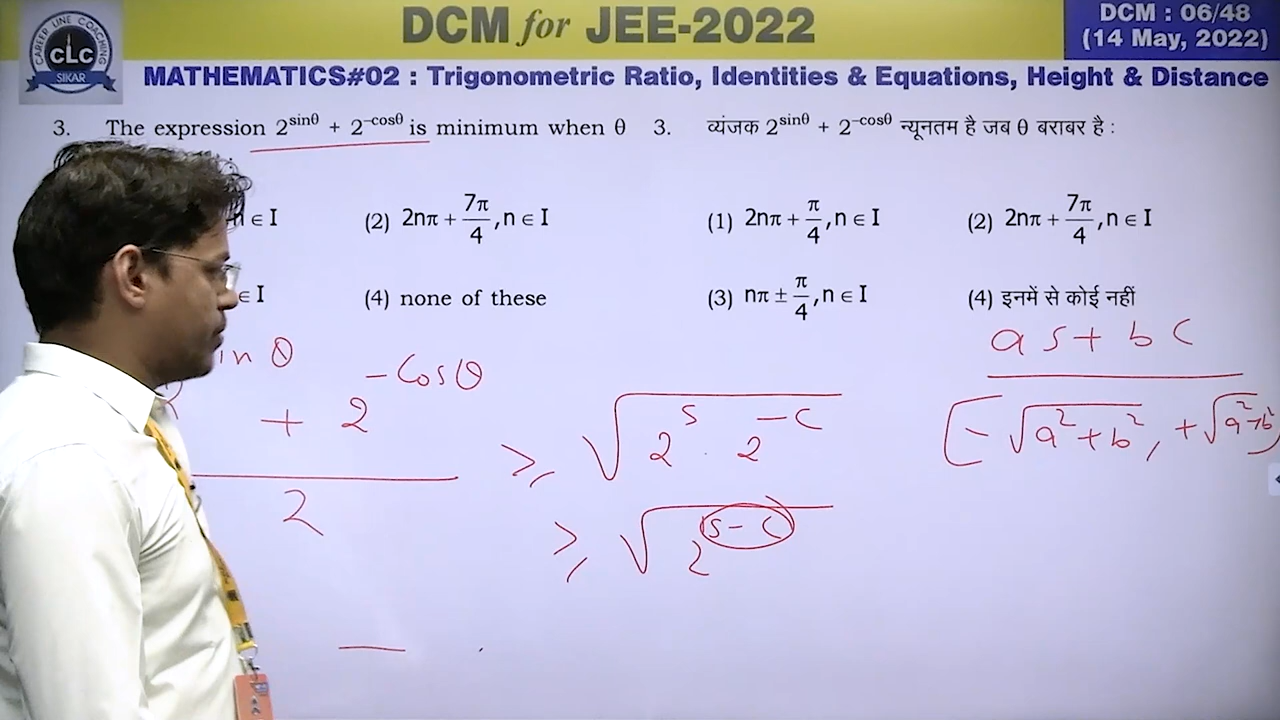 DCM for JEE-2022
DCM : 06/48
(14 May, 2022)
CAREER LINE COACHING
CLC
SIKAR
MATHEMATICS#02 : Trigonometric Ratio, Identities & Equations, Height & Distance
3. The expression 2^sinθ + 2^-cosθ is minimum when θ
n ∈ I
(2) 2nπ + 7π/4, n ∈ I
∈ I
(4) none of these
3. व्यंजक 2^sinθ + 2^-cosθ न्यूनतम है जब θ बराबर है :
(1) 2nπ + π/4, n ∈ I
(2) 2nπ + 7π/4, n ∈ I
(3) nπ ± π/4, n ∈ I
(4) इनमें से कोई नहीं
in θ + 2^-cosθ
2
≥ √2^s . 2^-c
≥ √2^s-c
as + bc
[-√a²+b², +√a²+b²